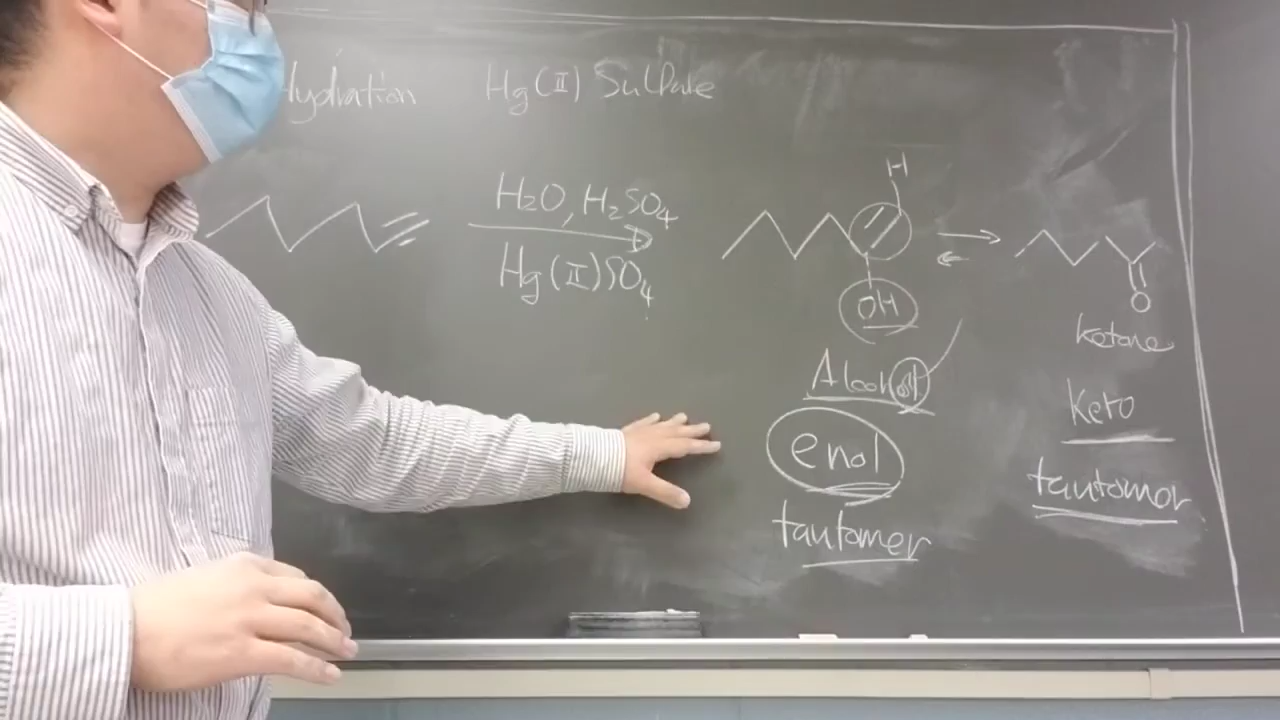 Hydration Hg(II) Sulfate
H
H2O, H2SO4
Hg(II)SO4
OH
O
ketone
Alcohol
Keto
enol
tautomer
tautomer